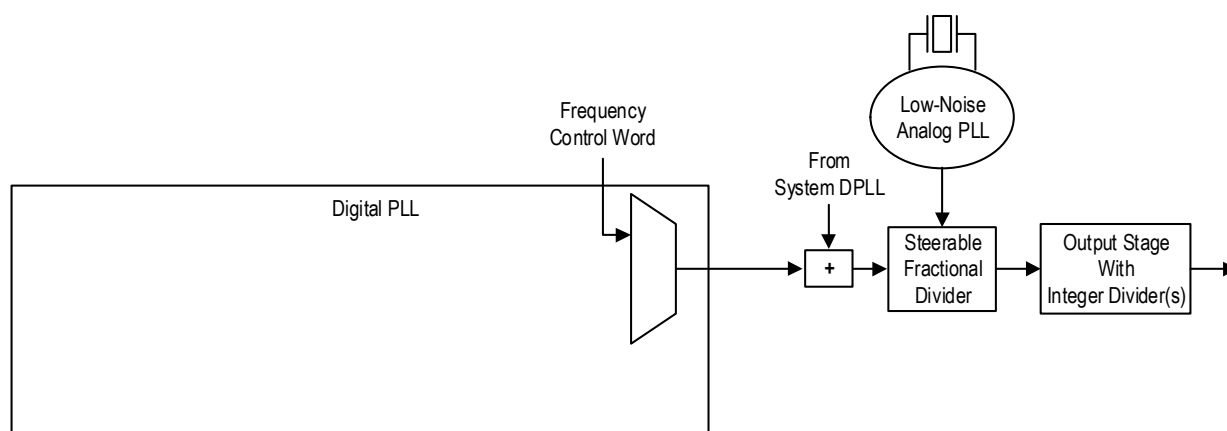 Low-Noise
Analog PLL
Frequency
Control Word
From
System DPLL
Digital PLL
+
Steerable
Fractional
Divider
Output Stage
With
Integer Divider(s)